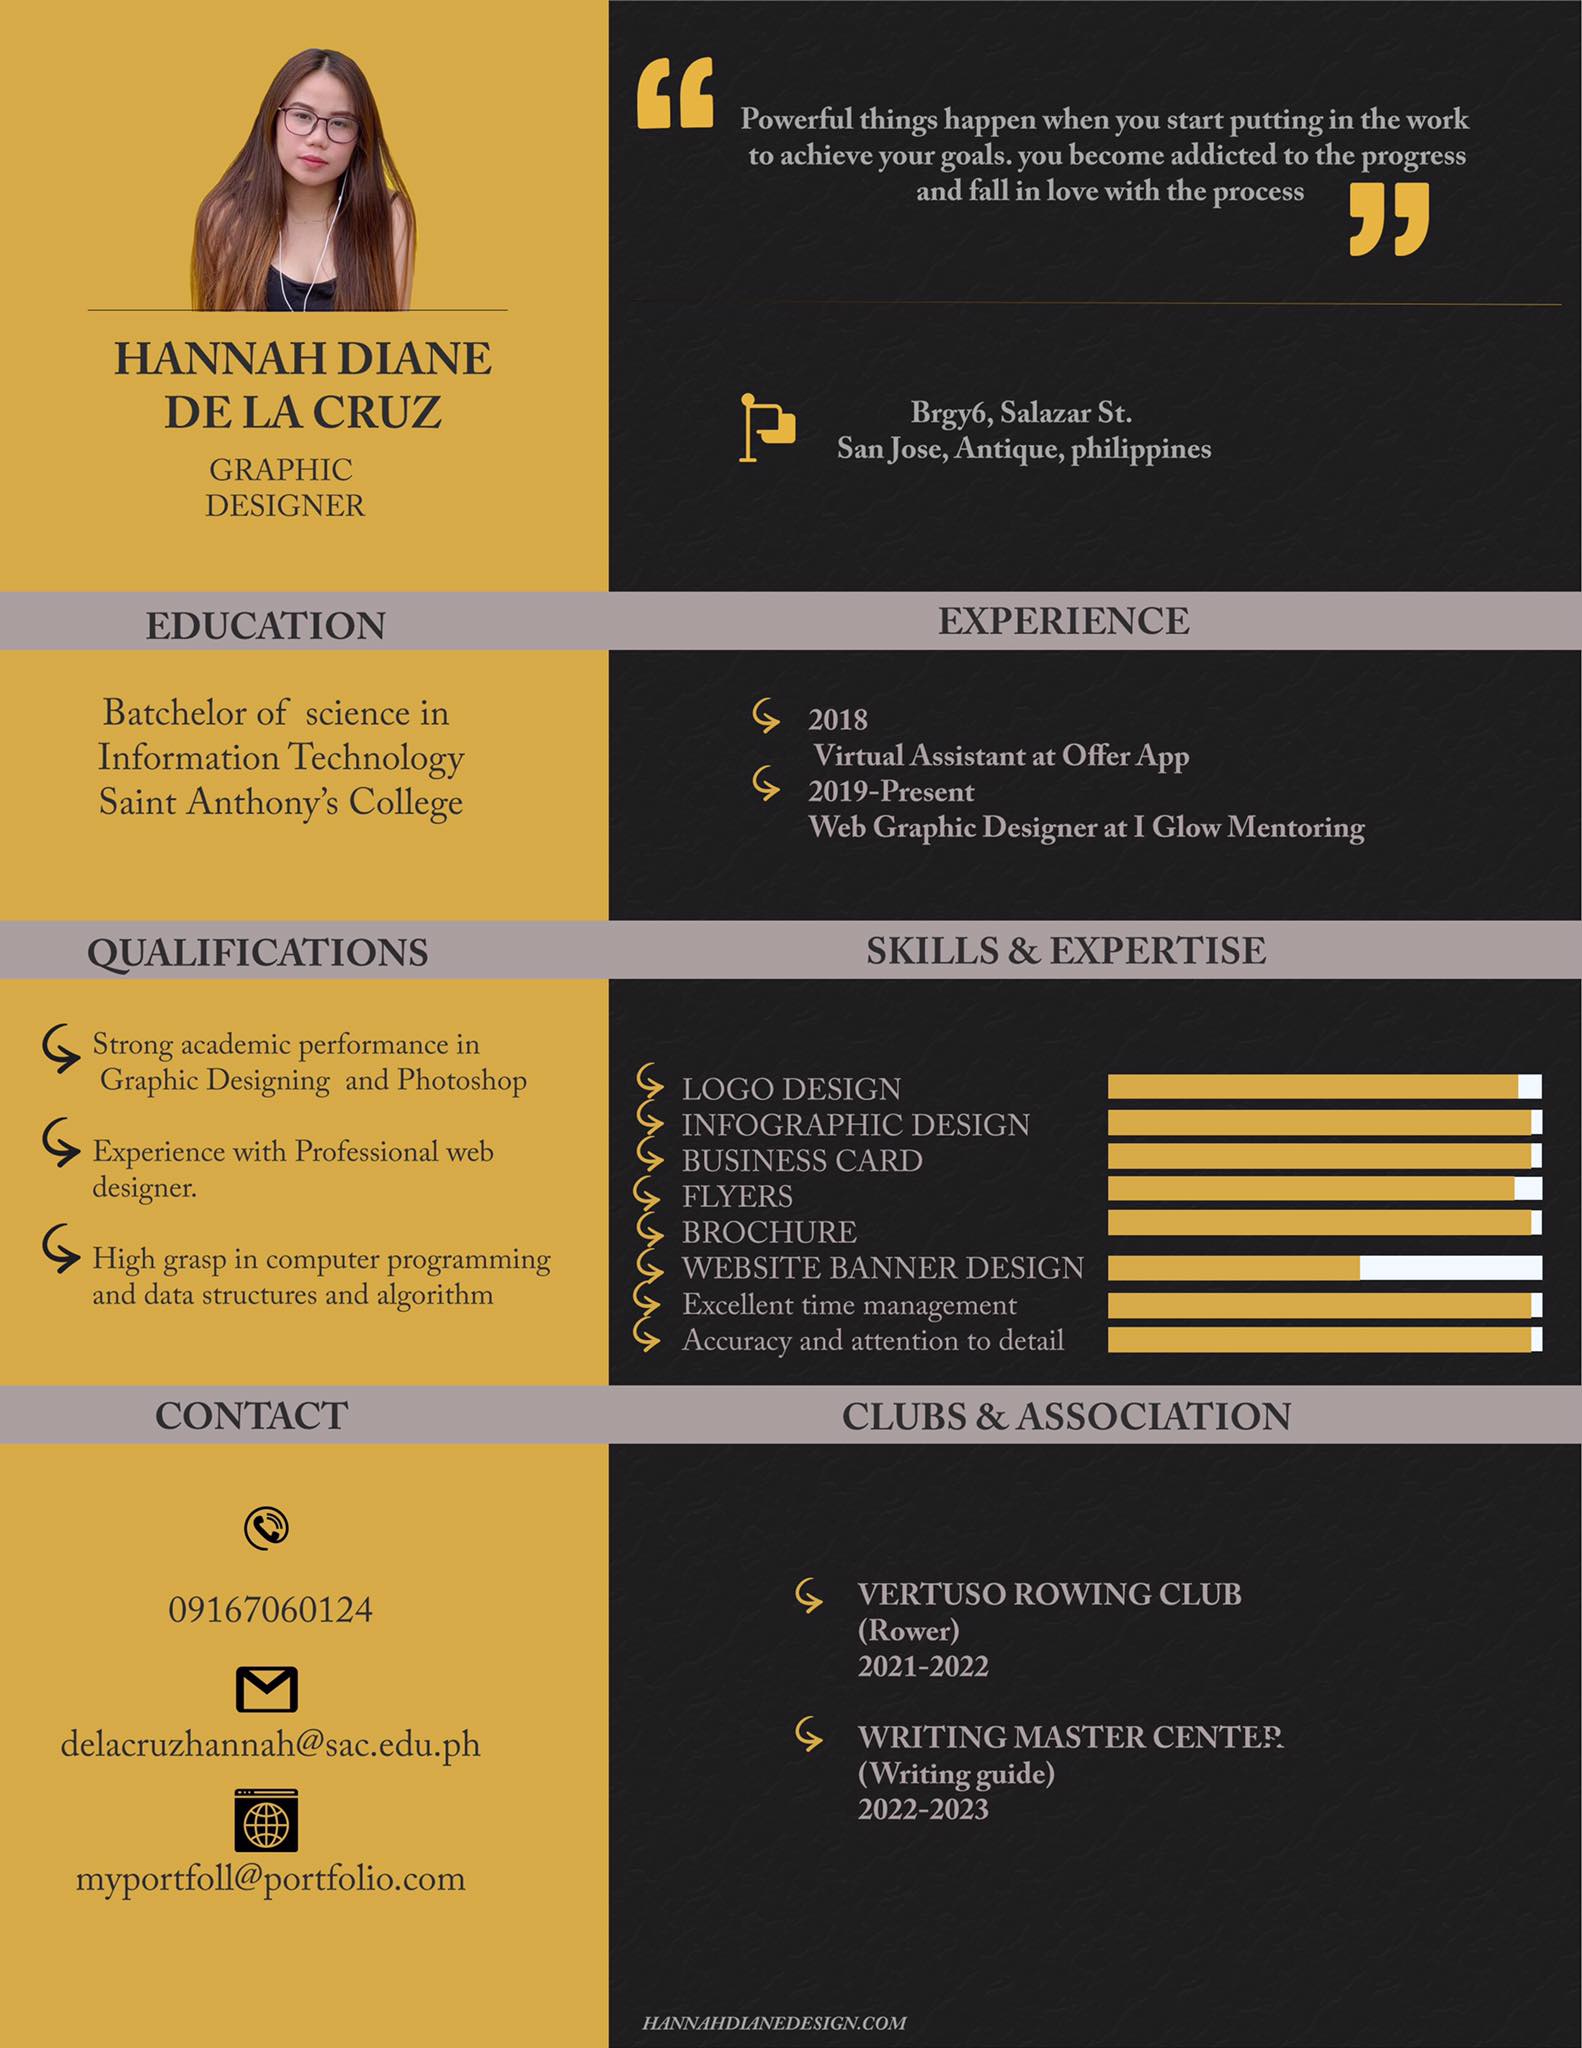 Powerful things happen when you start putting in the work
to achieve your goals. you become addicted to the progress
and fall in love with the process
HANNAH DIANE
DE LA CRUZ
GRAPHIC
DESIGNER
Brgy6, Salazar St.
San Jose, Antique, philippines
EDUCATION
Batchelor of science in
Information Technology
Saint Anthony's College
EXPERIENCE
2018
Virtual Assistant at Offer App
2019-Present
Web Graphic Designer at I Glow Mentoring
QUALIFICATIONS
Strong academic performance in
Graphic Designing and Photoshop
Experience with Professional web
designer.
High grasp in computer programming
and data structures and algorithm
SKILLS & EXPERTISE
LOGO DESIGN
INFOGRAPHIC DESIGN
BUSINESS CARD
FLYERS
BROCHURE
WEBSITE BANNER DESIGN
Excellent time management
Accuracy and attention to detail
CONTACT
09167060124
delacruzhannah@sac.edu.ph
myportfoll@portfolio.com
CLUBS & ASSOCIATION
VERTUSO ROWING CLUB
(Rower)
2021-2022
WRITING MASTER CENTER
(Writing guide)
2022-2023
HANNAHDIANEDESIGN.COM